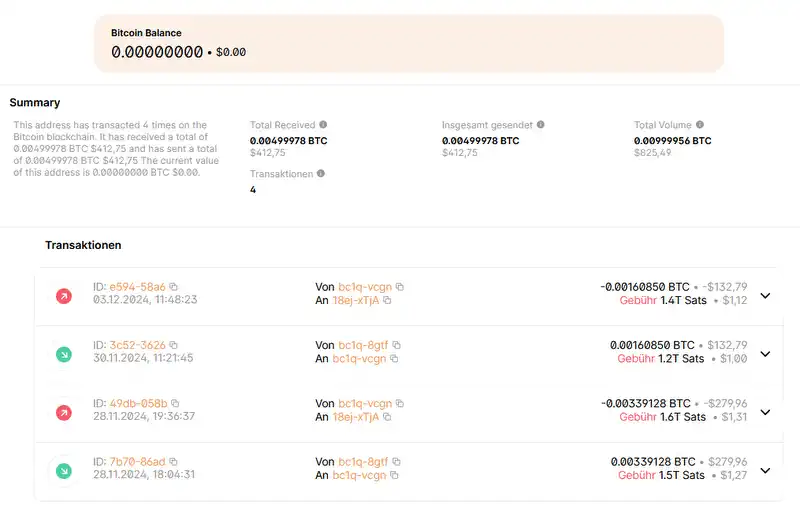 Bitcoin Balance
0.00000000 • $0.00
Summary
This address has transacted 4 times on the
Bitcoin blockchain. It has received a total of
0.00499978 BTC $412,75 and has sent a total
of 0.00499978 BTC $412,75 The current value
of this address is 0.00000000 BTC $0.00.
Total Received
0.00499978 BTC
$412,75
Insgesamt gesendet
0.00499978 BTC
$412,75
Total Volume
0.00999956 BTC
$825,49
Transaktionen
4
Transaktionen
ID: e594-58a6
03.12.2024, 11:48:23
Von bc1q-vcgn
An 18ej-xTjA
-0.00160850 BTC • -$132,79
Gebühr 1.4T Sats • $1,12
ID: 3c52-3626
30.11.2024, 11:21:45
Von bc1q-8gtf
An bc1q-vcgn
0.00160850 BTC • $132,79
Gebühr 1.2T Sats • $1,00
ID: 49db-058b
28.11.2024, 19:36:37
Von bc1q-vcgn
An 18ej-xTjA
-0.00339128 BTC • -$279,96
Gebühr 1.6T Sats • $1,31
ID: 7b70-86ad
28.11.2024, 18:04:31
Von bc1q-8gtf
An bc1q-vcgn
0.00339128 BTC • $279,96
Gebühr 1.5T Sats • $1,27